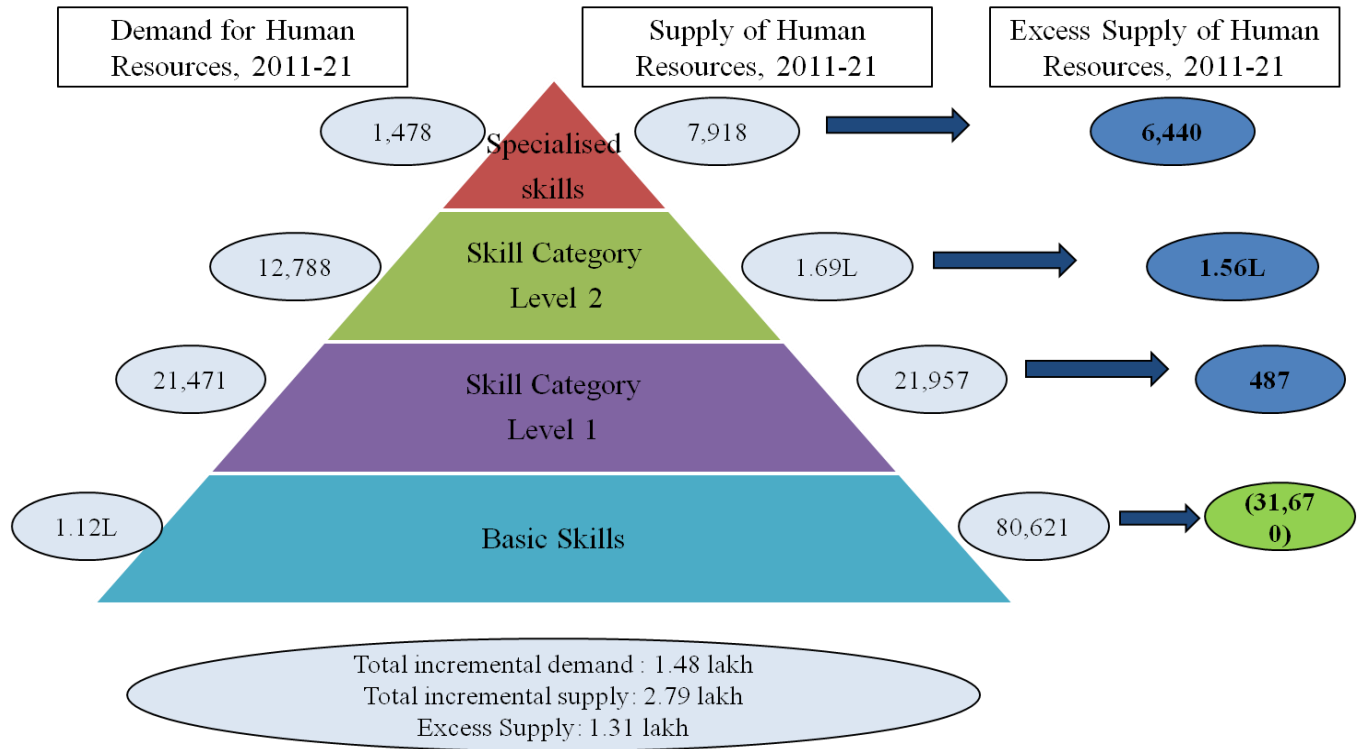 Demand for Human
Resources, 2011-21
Supply of Human
Resources, 2011-21
Excess Supply of Human
Resources, 2011-21
1,478
Specialised
skills
7,918
6,440
12,788
Skill Category
Level 2
1.69L
1.56L
21,471
Skill Category
Level 1
21,957
487
1.12L
Basic Skills
80,621
(31,67
0)
Total incremental demand : 1.48 lakh
Total incremental supply: 2.79 lakh
Excess Supply: 1.31 lakh